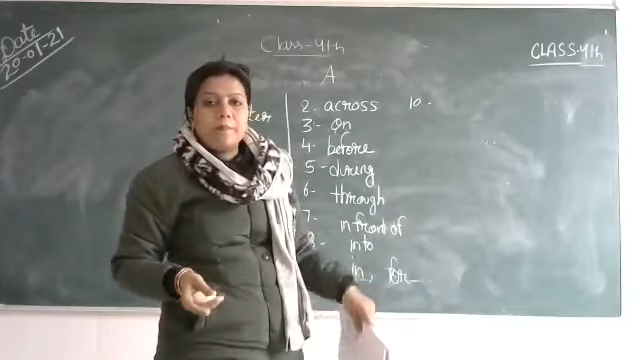 Date
20-01-21
Class-4th
CLASS-4th
A
2- across
10-
3- On
4- before
5- during
6- through
7- in front of
8- into
in, for